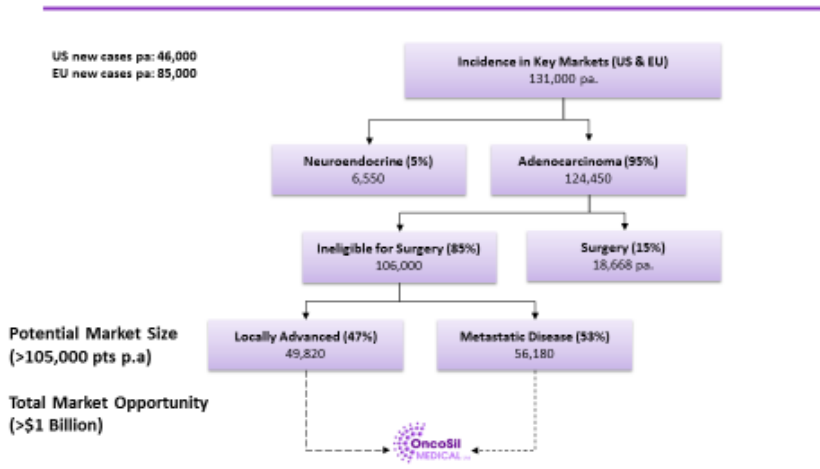 US new cases pa: 46,000
EU new cases pa: 85,000
Incidence in Key Markets (US & EU)
131,000 pa.
Neuroendocrine (5%)
6,550
Adenocarcinoma (95%)
124,450
Ineligible for Surgery (85%)
106,000
Surgery (15%)
18,668 pa.
Potential Market Size
(>105,000 pts p.a)
Locally Advanced (47%)
49,820
Metastatic Disease (53%)
56,180
Total Market Opportunity
(>$1 Billion)
OncoSil
MEDICAL